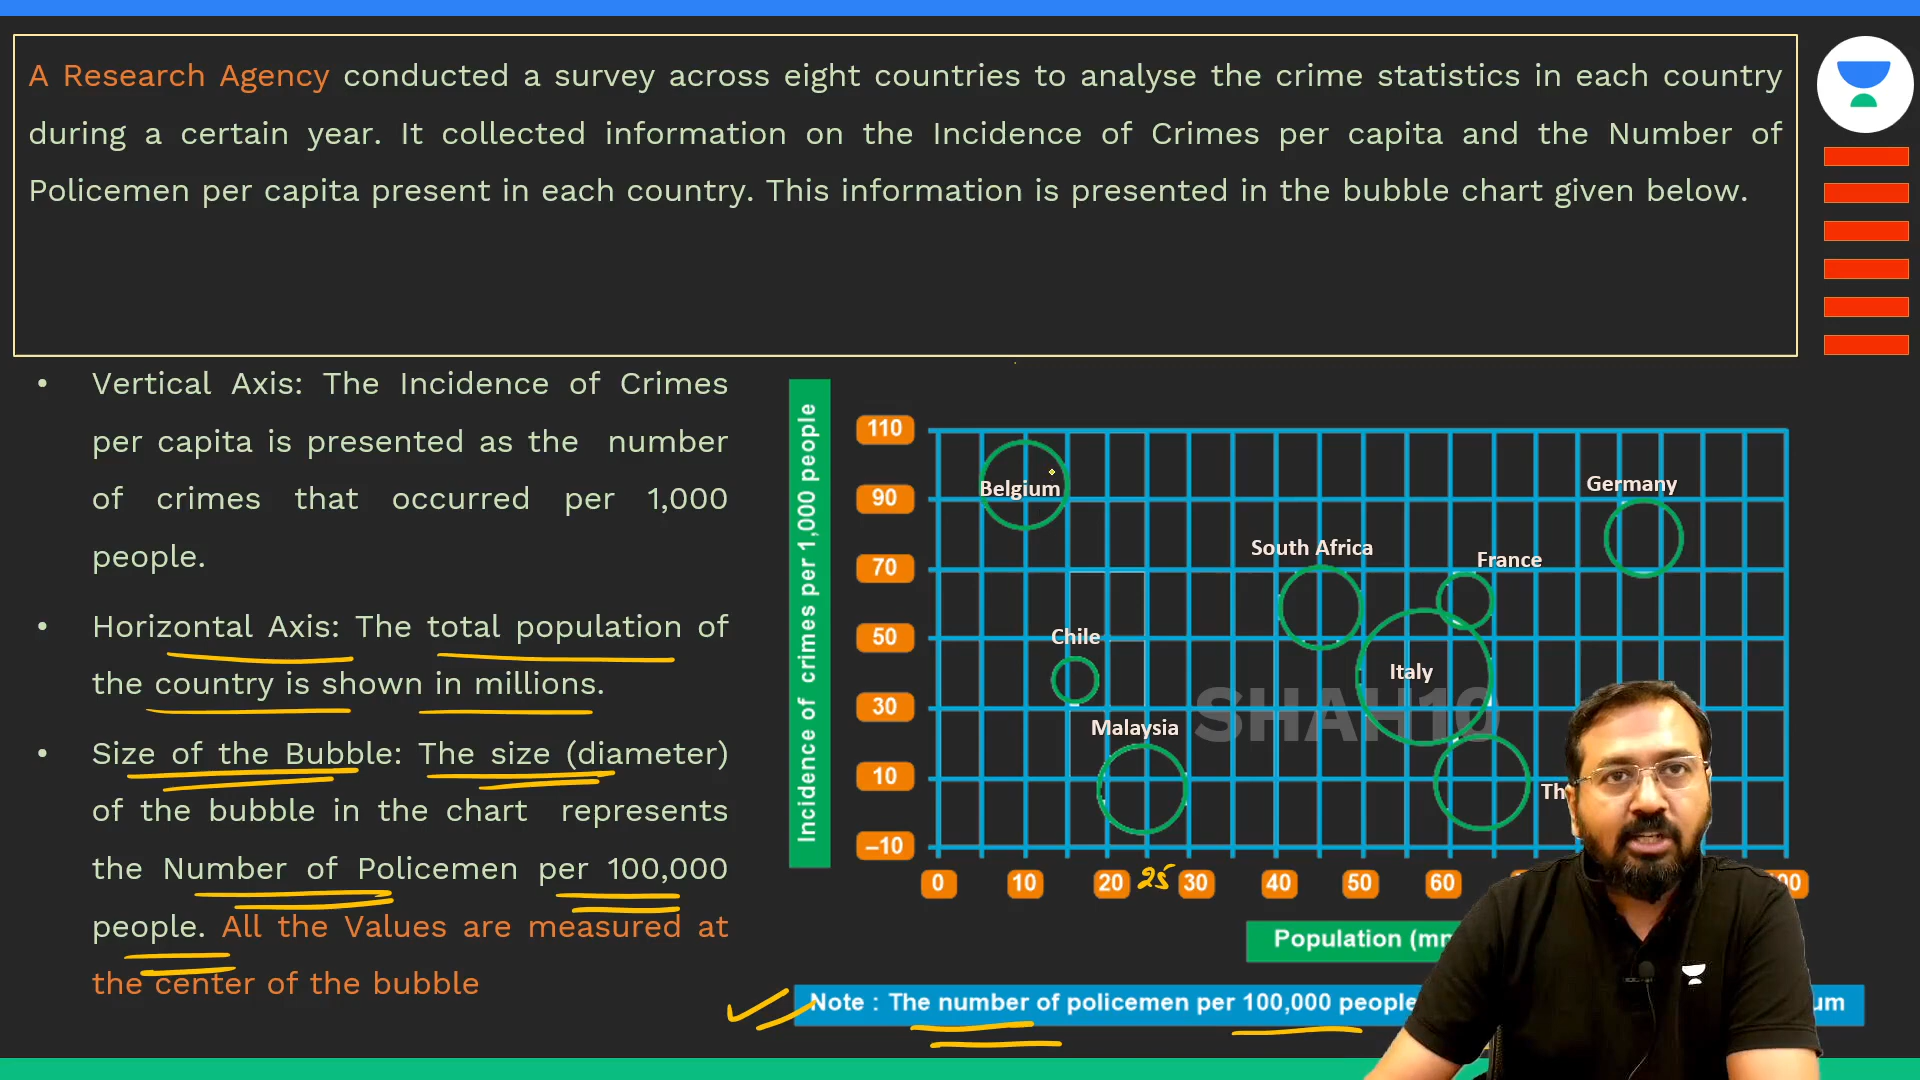 A Research Agency conducted a survey across eight countries to analyse the crime statistics in each country
during a certain year. It collected information on the Incidence of Crimes per capita and the Number of
Policemen per capita present in each country. This information is presented in the bubble chart given below.
• Vertical Axis: The Incidence of Crimes
per capita is presented as the number
of crimes that occurred per 1,000
people.
• Horizontal Axis: The total population of
the country is shown in millions.
• Size of the Bubble: The size (diameter)
of the bubble in the chart represents
the Number of Policemen per 100,000
people. All the Values are measured at
the center of the bubble
Incidence of crimes per 1,000 people
110
90
70
50
30
10
–10
Belgium
Germany
South Africa
France
Chile
Italy
SHAH10
Malaysia
Th
0
10
20
25
30
40
50
60
Population (mn
Note : The number of policemen per 100,000 people
um